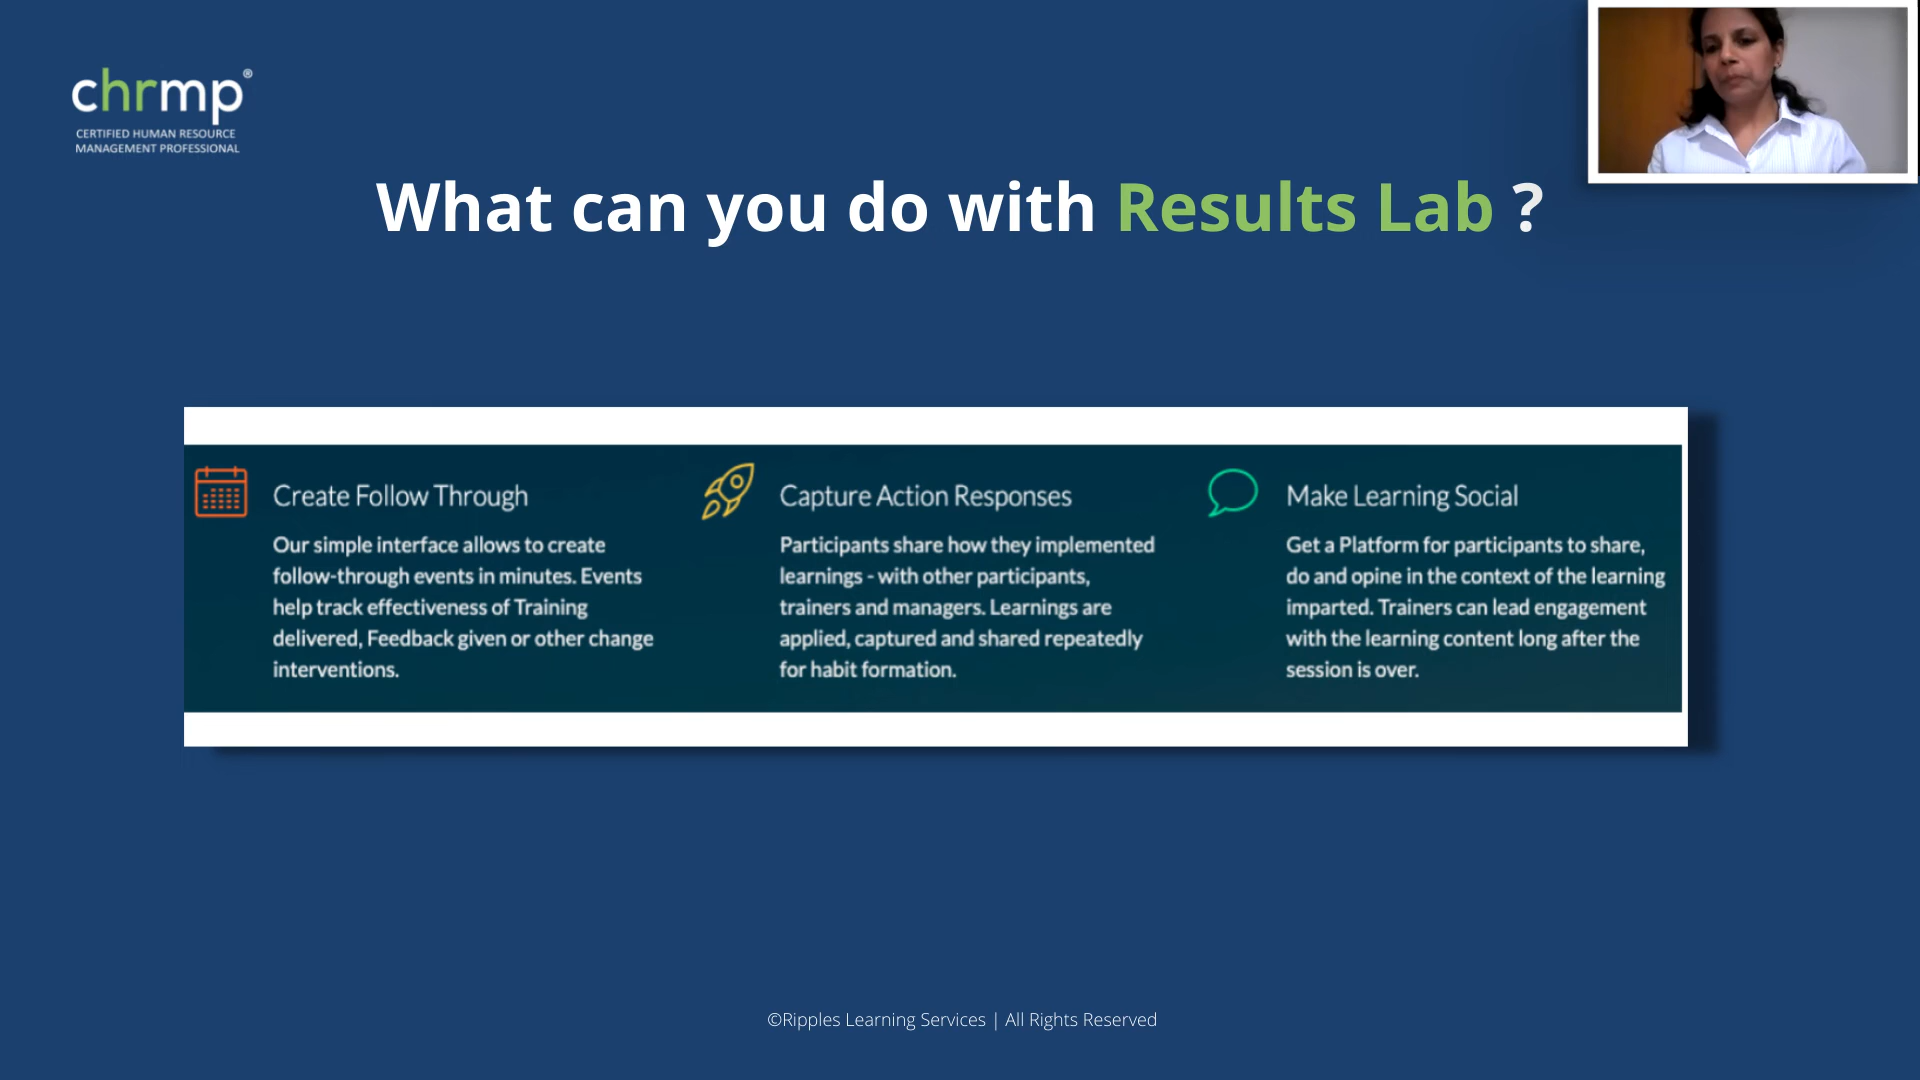 chrmp®
CERTIFIED HUMAN RESOURCE
MANAGEMENT PROFESSIONAL
What can you do with Results Lab ?
Create Follow Through
Our simple interface allows to create
follow-through events in minutes. Events
help track effectiveness of Training
delivered, Feedback given or other change
interventions.
Capture Action Responses
Participants share how they implemented
learnings - with other participants,
trainers and managers. Learnings are
applied, captured and shared repeatedly
for habit formation.
Make Learning Social
Get a Platform for participants to share,
do and opine in the context of the learning
imparted. Trainers can lead engagement
with the learning content long after the
session is over.
©Ripples Learning Services | All Rights Reserved